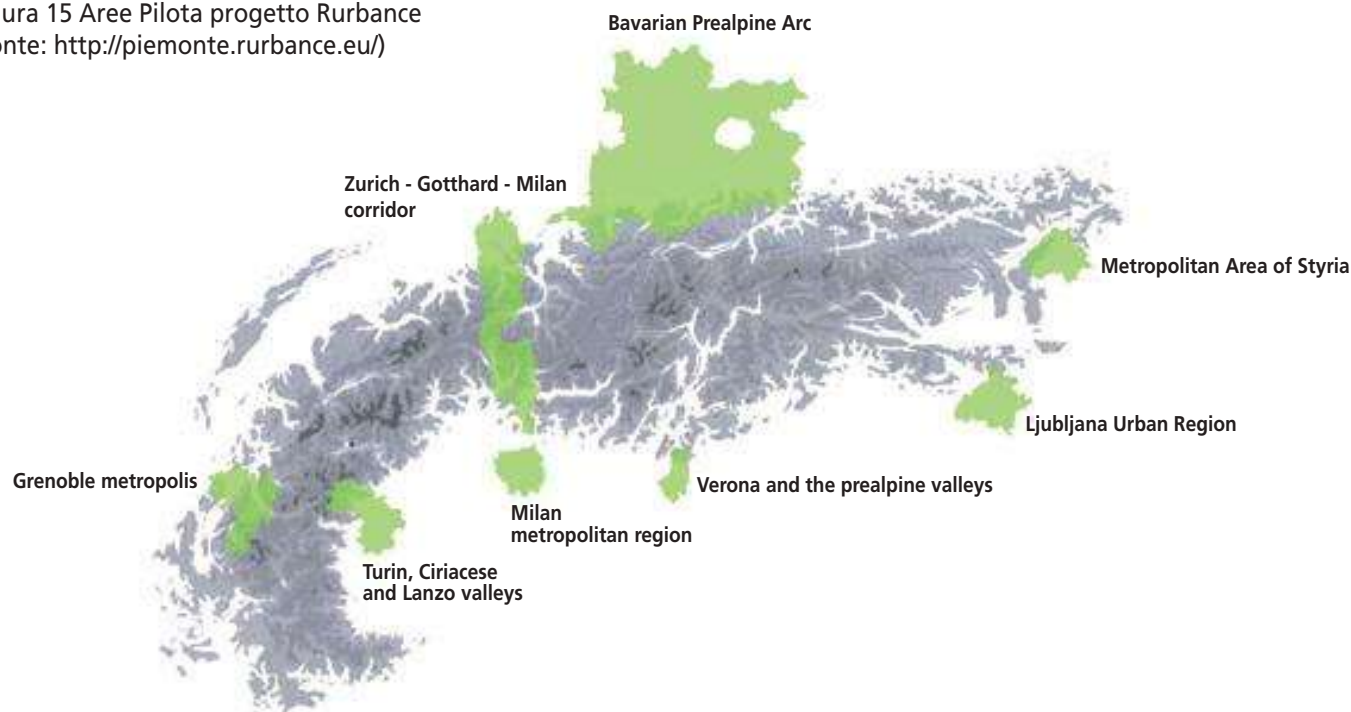 ura 15 Aree Pilota progetto Rurbance
nte: http://piemonte.rurbance.eu/)
Bavarian Prealpine Arc
Zurich - Gotthard - Milan
corridor
Metropolitan Area of Styria
Ljubljana Urban Region
Grenoble metropolis
Verona and the prealpine valleys
Milan
metropolitan region
Turin, Ciriacese
and Lanzo valleys